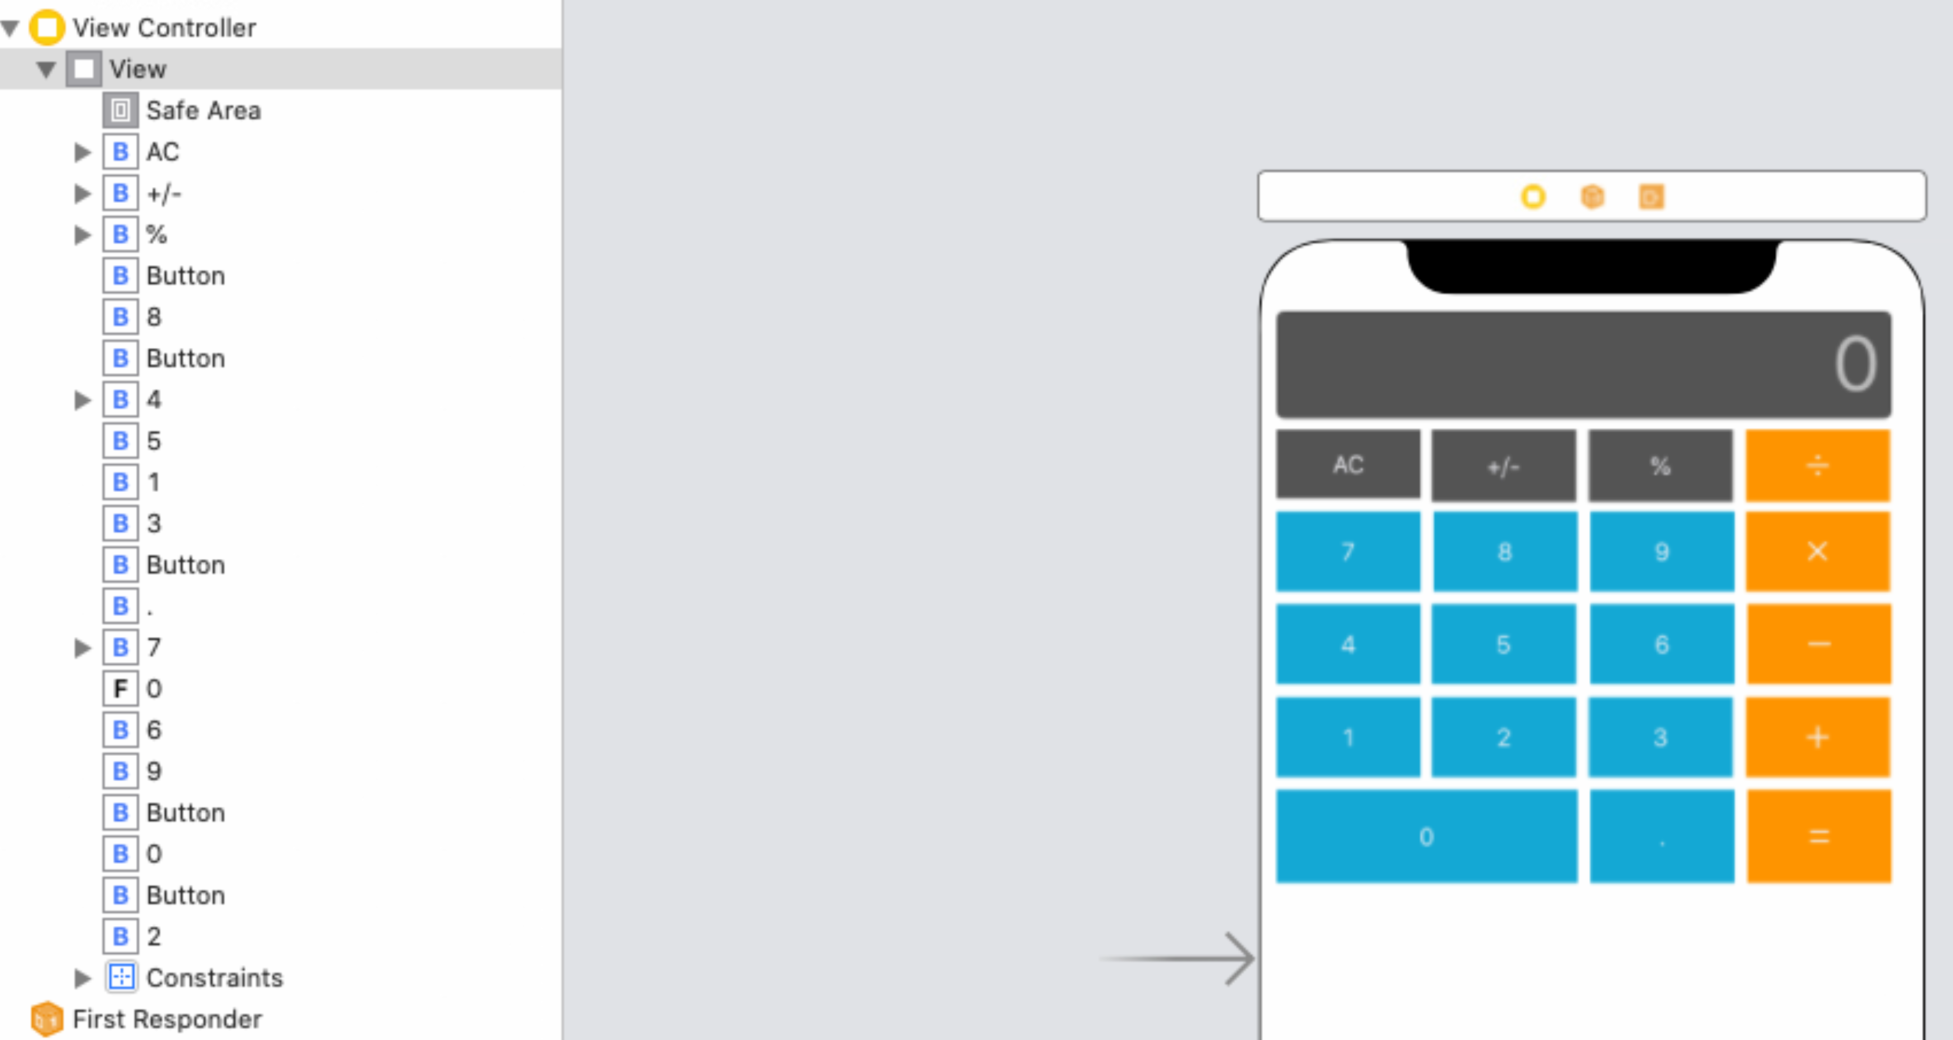 View Controller
View
Safe Area
AC
+/-
%
Button
8
Button
4
5
1
3
Button
.
7
F 0
6
9
Button
0
Button
2
Constraints
First Responder
0
AC +/- % ÷
7 8 9 ×
4 5 6 −
1 2 3 +
0 . =